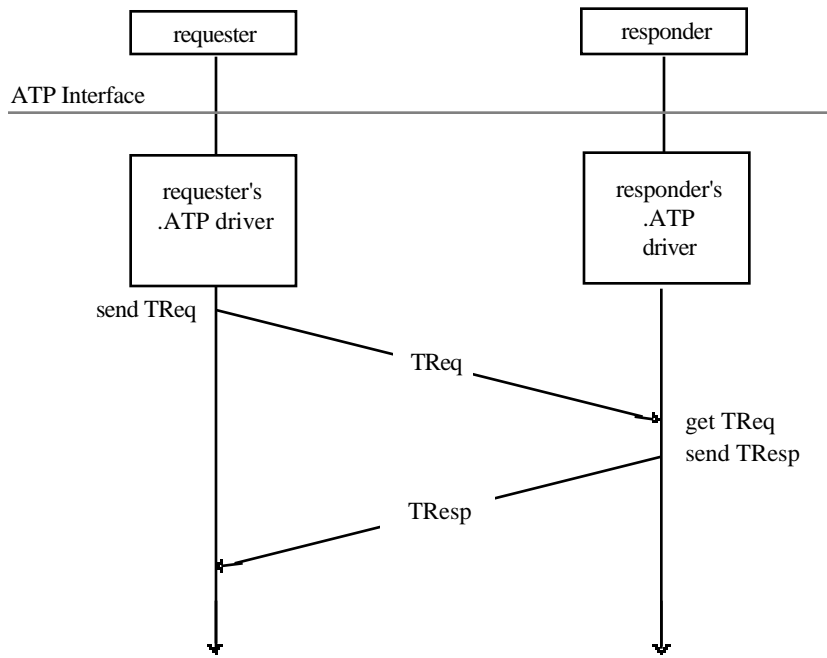 requester
responder
ATP Interface
requester's
.ATP driver
responder's
.ATP
driver
send TReq
TReq
get TReq
send TResp
TResp